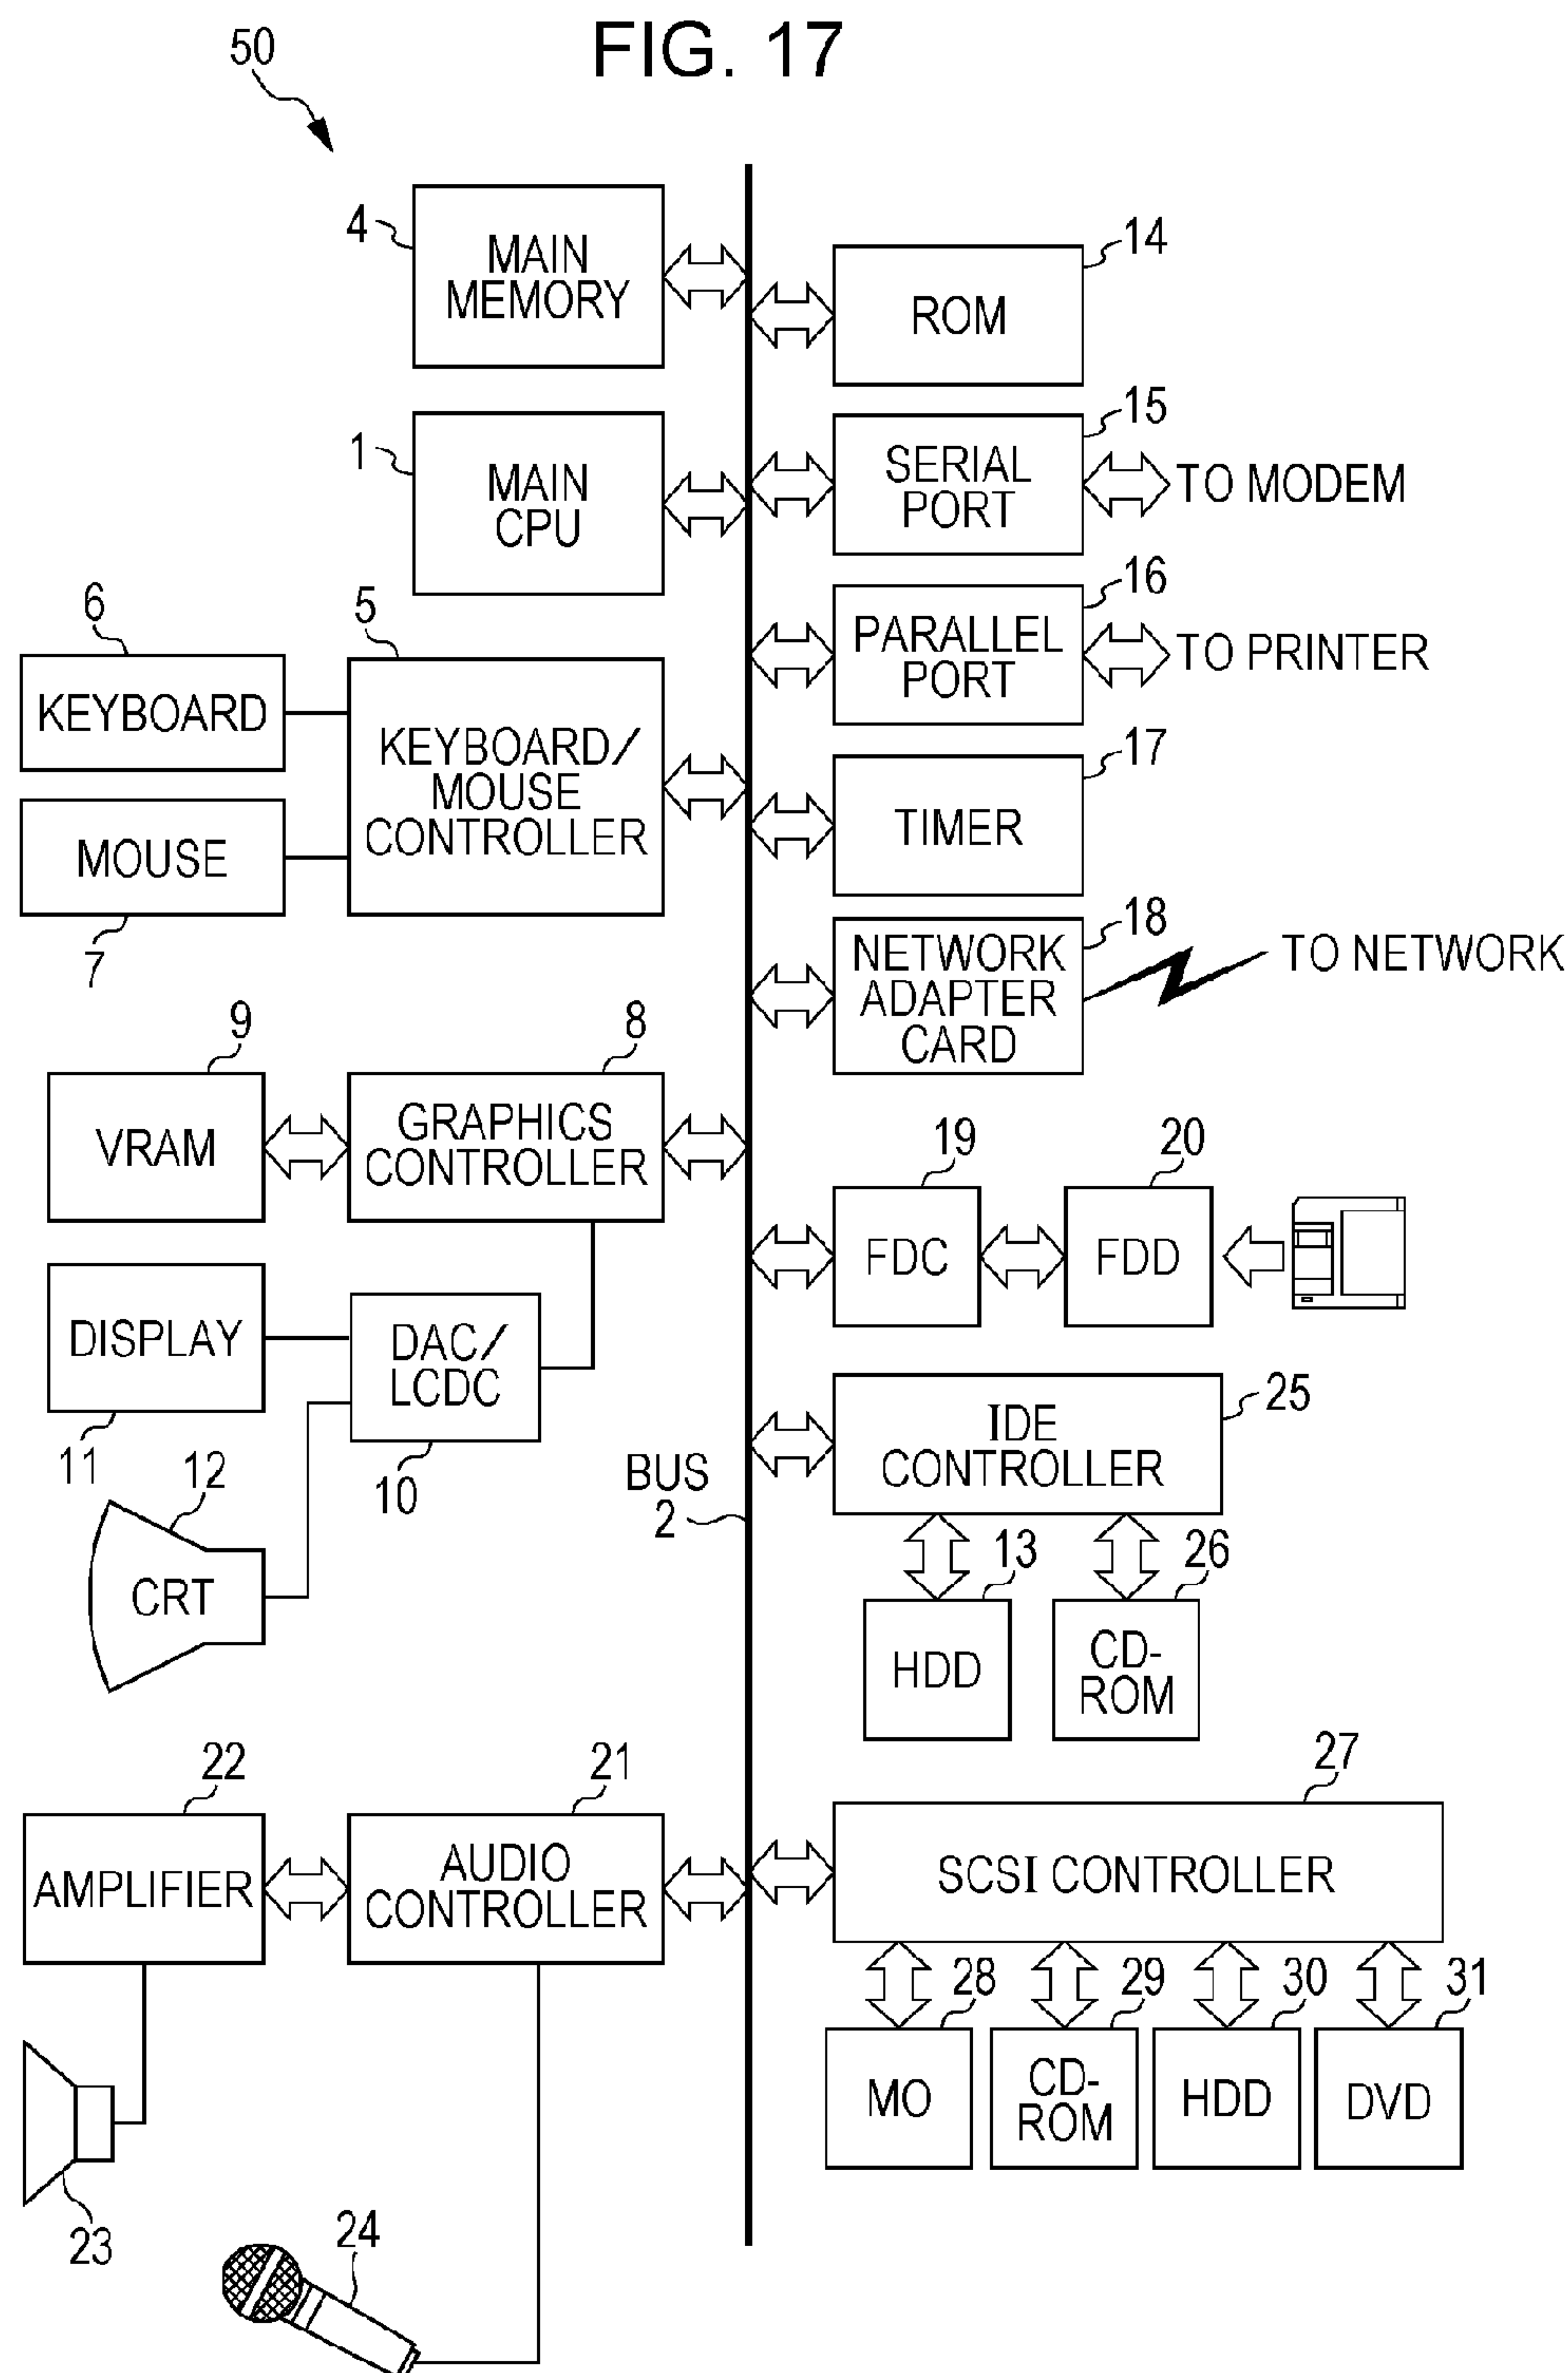 FIG. 17
50
4
MAIN
MEMORY
14
ROM
1
MAIN
CPU
15
SERIAL
PORT
TO MODEM
16
PARALLEL
PORT
TO PRINTER
6
KEYBOARD
5
KEYBOARD/
MOUSE
CONTROLLER
MOUSE
7
17
TIMER
18
NETWORK
ADAPTER
CARD
TO NETWORK
9
VRAM
8
GRAPHICS
CONTROLLER
19
FDC
20
FDD
DISPLAY
11
DAC/
LCDC
10
12
CRT
BUS
2
25
IDE
CONTROLLER
13
HDD
26
CD-
ROM
22
AMPLIFIER
21
AUDIO
CONTROLLER
27
SCSI CONTROLLER
28
MO
29
CD-
ROM
30
HDD
31
DVD
23
24